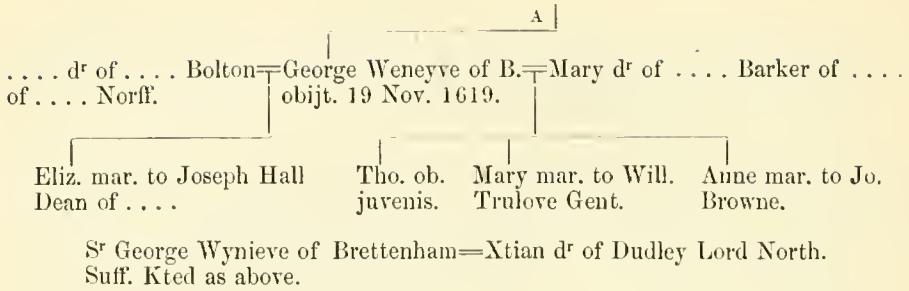 A
. . . . dʳ of . . . . Bolton=George Weneyve of B.=Mary dʳ of . . . . Barker of . . . .
of . . . . Norff. obijt. 19 Nov. 1619.
Eliz. mar. to Joseph Hall Tho. ob. Mary mar. to Will. Anne mar. to Jo.
Dean of . . . . juvenis. Trulove Gent. Browne.
Sʳ George Wynieve of Brettenham=Xtian dʳ of Dudley Lord North.
Suff. Kted as above.